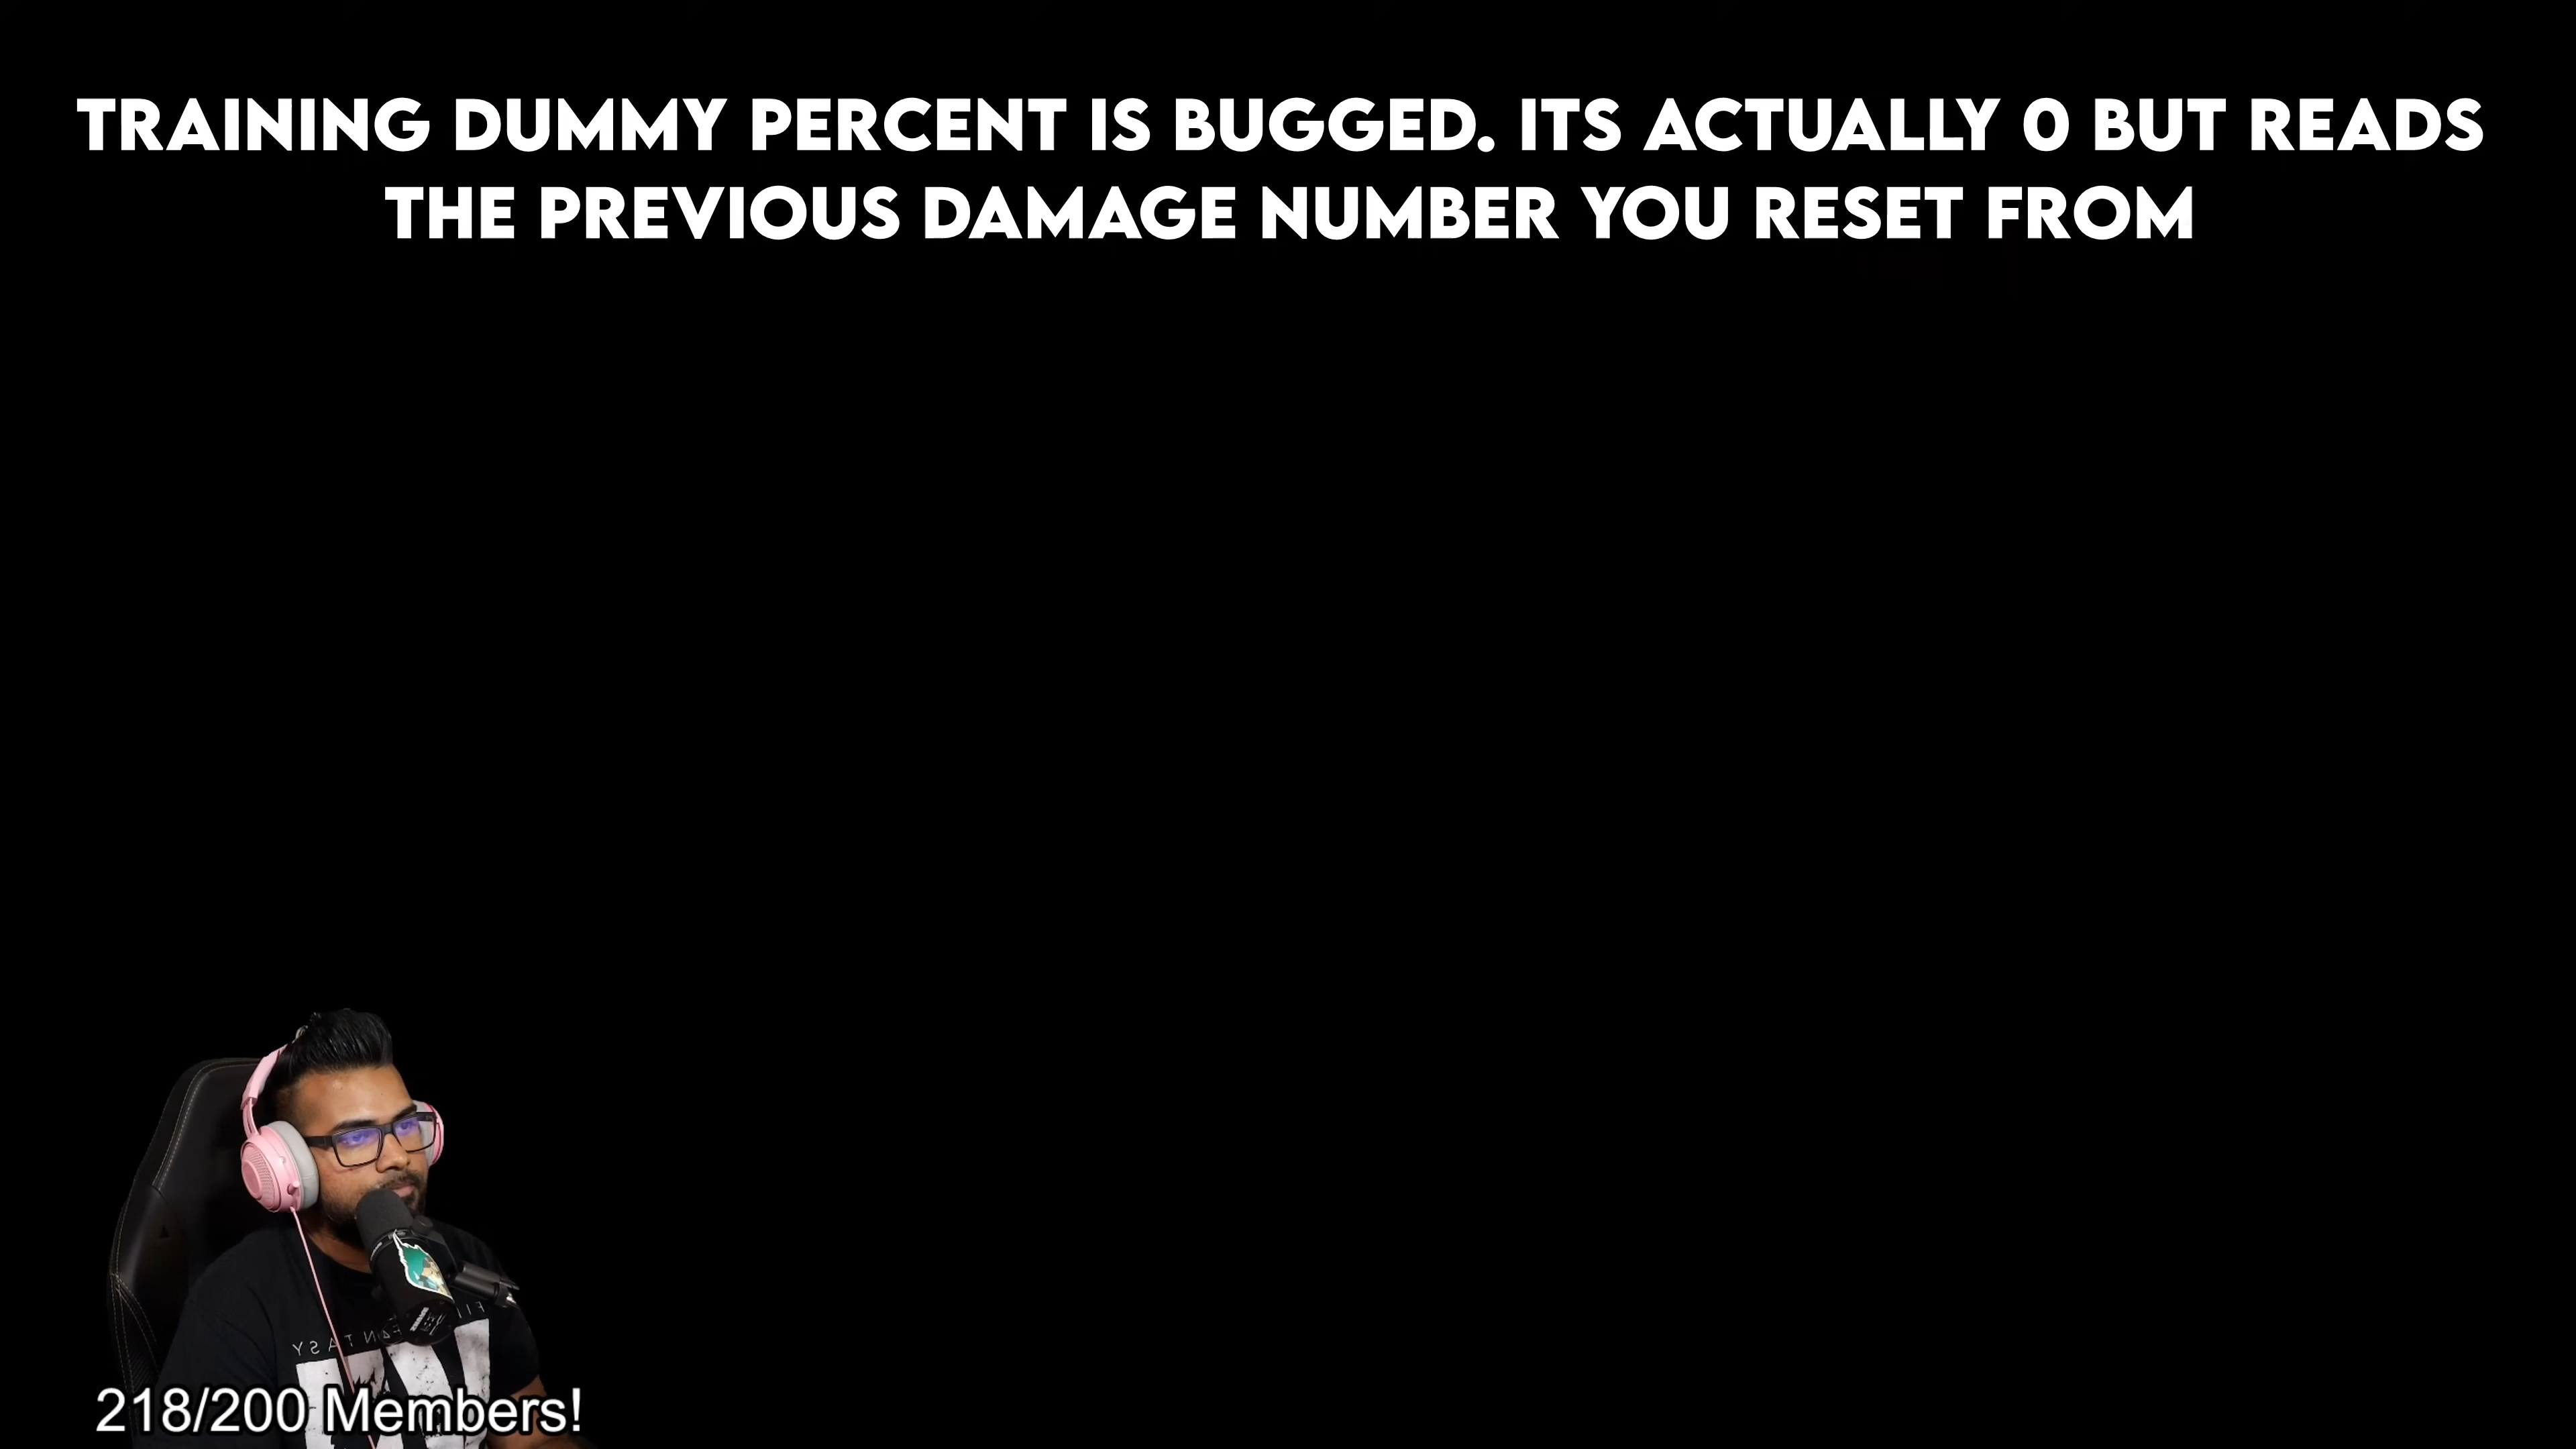 TRAINING DUMMY PERCENT IS BUGGED. ITS ACTUALLY 0 BUT READS
THE PREVIOUS DAMAGE NUMBER YOU RESET FROM
FANTASY
218/200 Members!